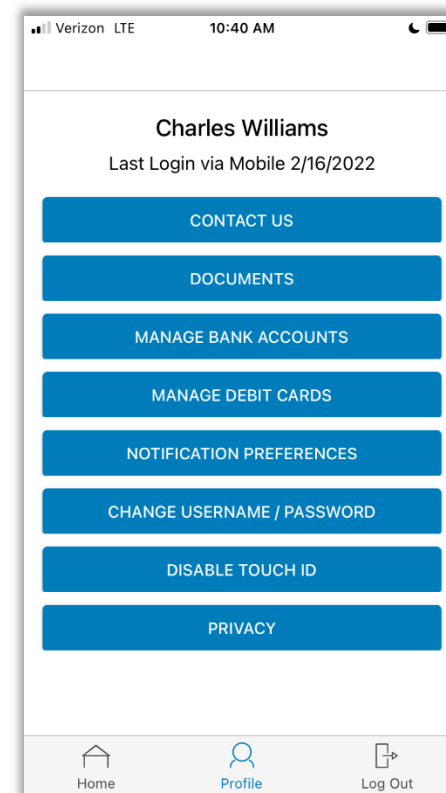 Verizon LTE 10:40 AM
Charles Williams
Last Login via Mobile 2/16/2022
CONTACT US
DOCUMENTS
MANAGE BANK ACCOUNTS
MANAGE DEBIT CARDS
NOTIFICATION PREFERENCES
CHANGE USERNAME / PASSWORD
DISABLE TOUCH ID
PRIVACY
Home Profile Log Out